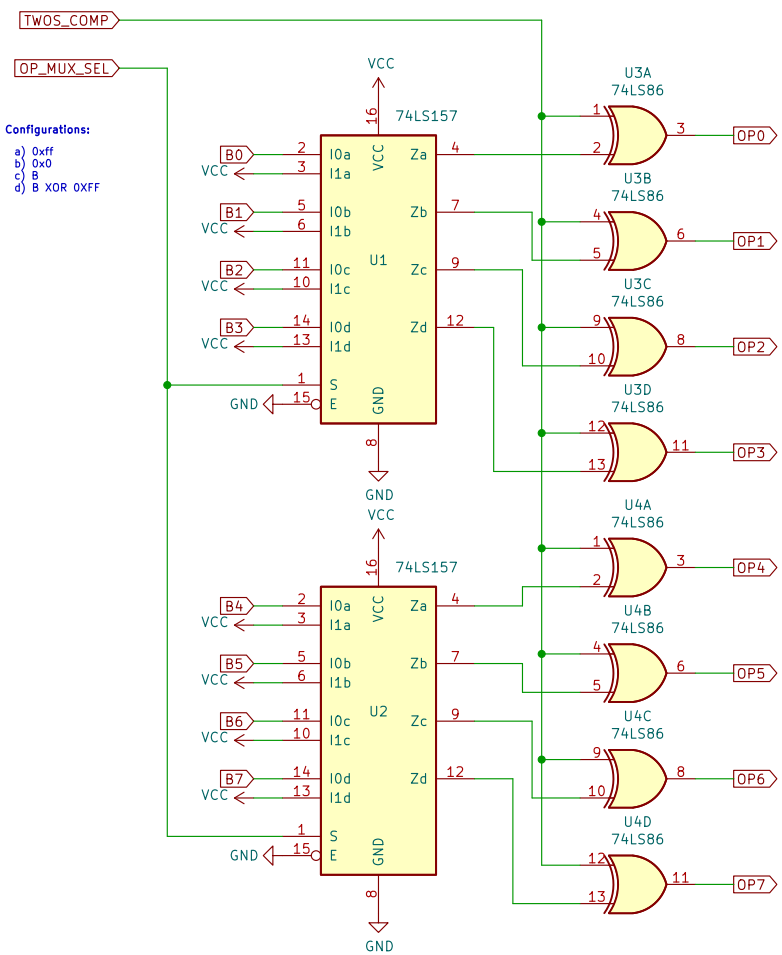 TWOS_COMP
OP_MUX_SEL
Configurations:
a) 0xff
b) 0x0
c) B
d) B XOR 0XFF
VCC
16
74LS157
VCC
B0 2 I0a Za 4
VCC 3 I1a
B1 5 I0b Zb 7
VCC 6 I1b
U1
B2 11 I0c Zc 9
VCC 10 I1c
B3 14 I0d Zd 12
VCC 13 I1d
1 S
GND 15 E
GND
8
GND
VCC
16
74LS157
VCC
B4 2 I0a Za 4
VCC 3 I1a
B5 5 I0b Zb 7
VCC 6 I1b
U2
B6 11 I0c Zc 9
VCC 10 I1c
B7 14 I0d Zd 12
VCC 13 I1d
1 S
GND 15 E
GND
8
GND
U3A
74LS86
1
3 OP0
2
U3B
74LS86
4
6 OP1
5
U3C
74LS86
9
8 OP2
10
U3D
74LS86
12
11 OP3
13
U4A
74LS86
1
3 OP4
2
U4B
74LS86
4
6 OP5
5
U4C
74LS86
9
8 OP6
10
U4D
74LS86
12
11 OP7
13